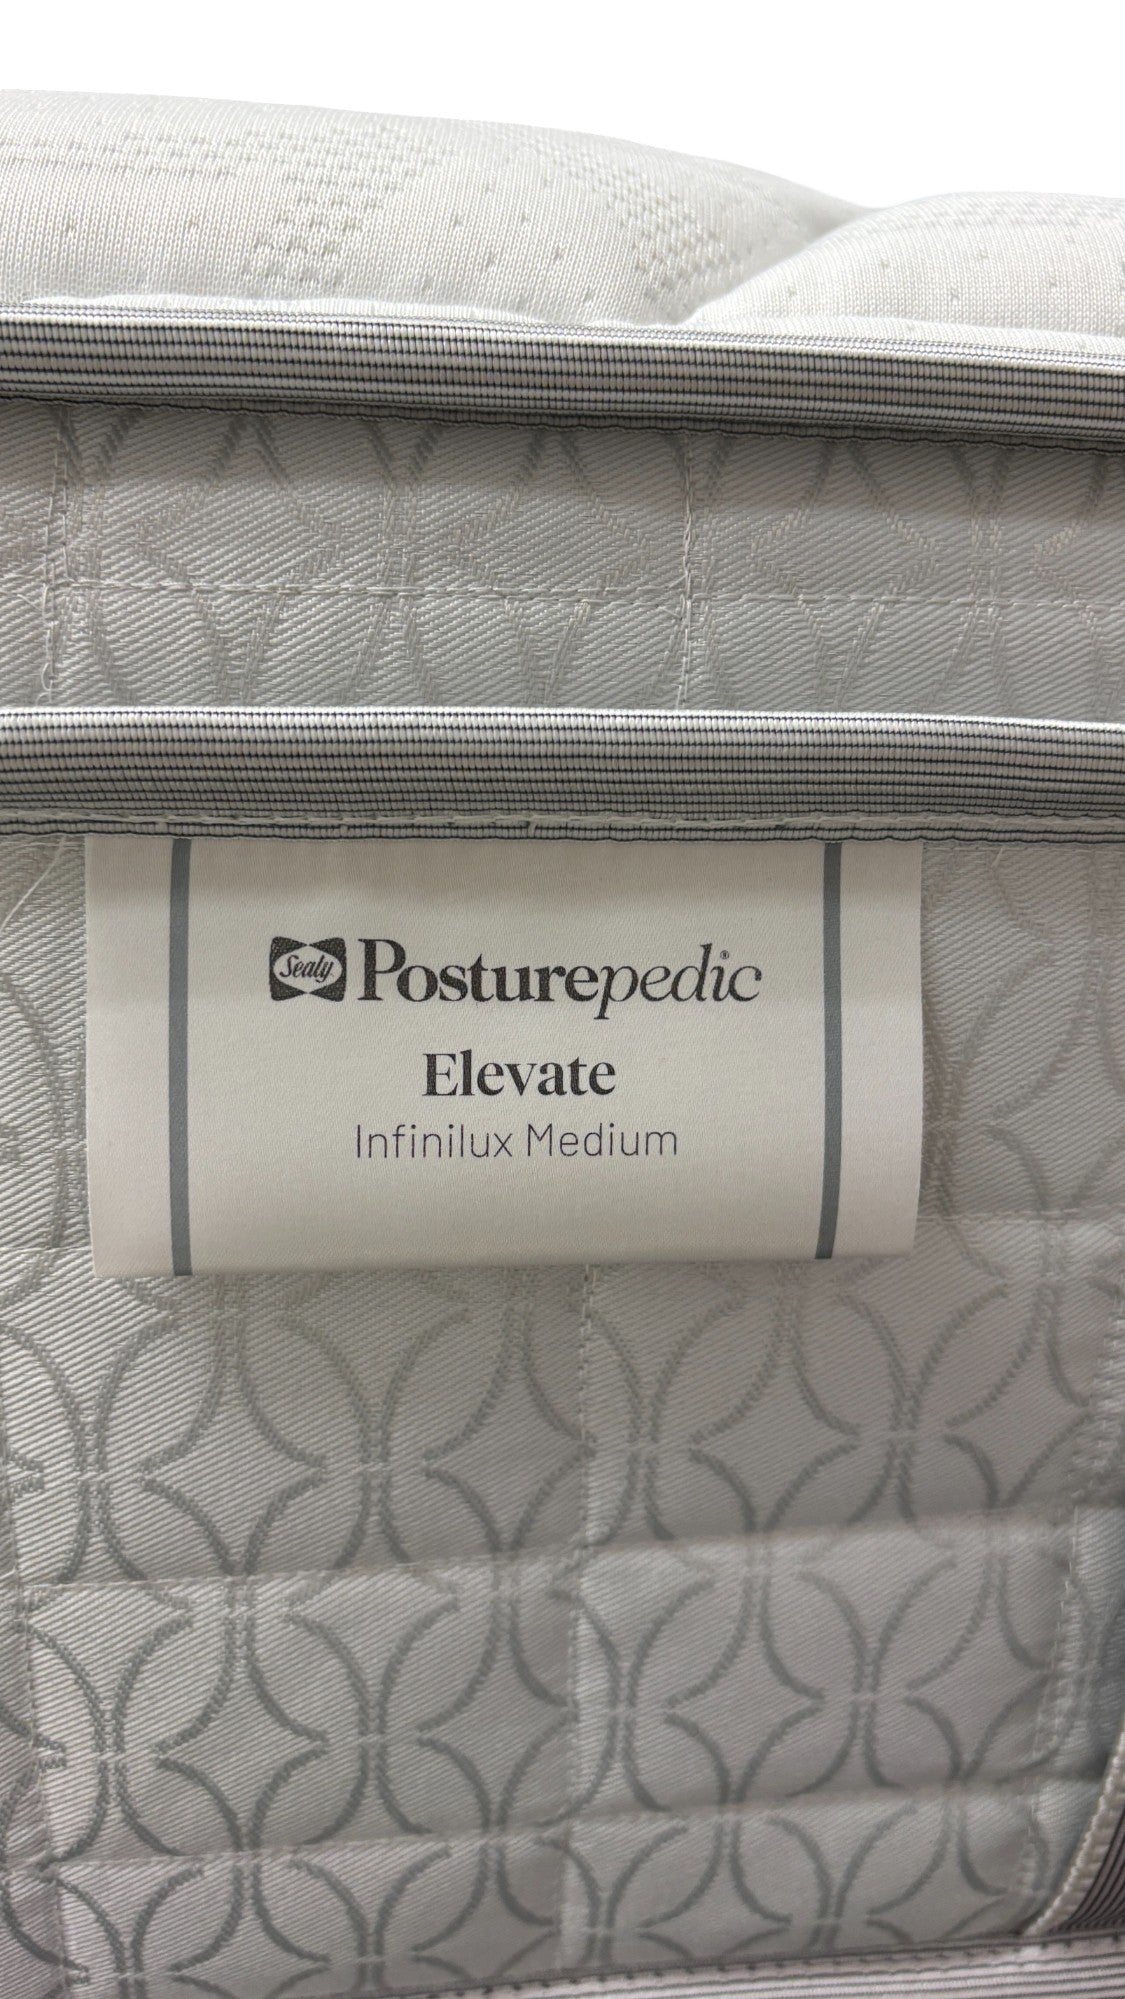 Sealy Posturepedic®
Elevate
Infinilux Medium